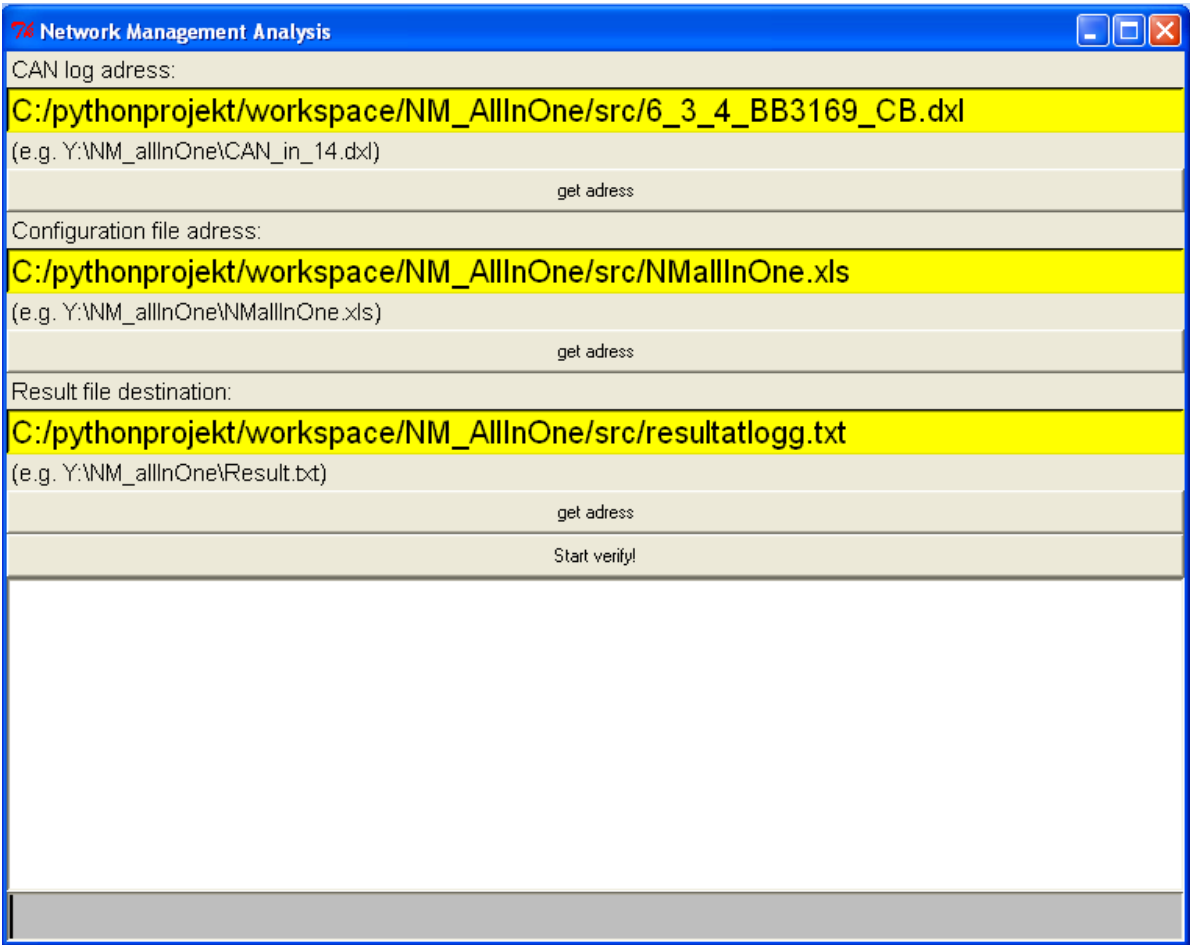 Network Management Analysis
CAN log adress:
C:/pythonprojekt/workspace/NM_AllInOne/src/6_3_4_BB3169_CB.dxl
(e.g. Y:\NM_allInOne\CAN_in_14.dxl)
get adress
Configuration file adress:
C:/pythonprojekt/workspace/NM_AllInOne/src/NMallInOne.xls
(e.g. Y:\NM_allInOne\NMallInOne.xls)
get adress
Result file destination:
C:/pythonprojekt/workspace/NM_AllInOne/src/resultatlogg.txt
(e.g. Y:\NM_allInOne\Result.txt)
get adress
Start verify!